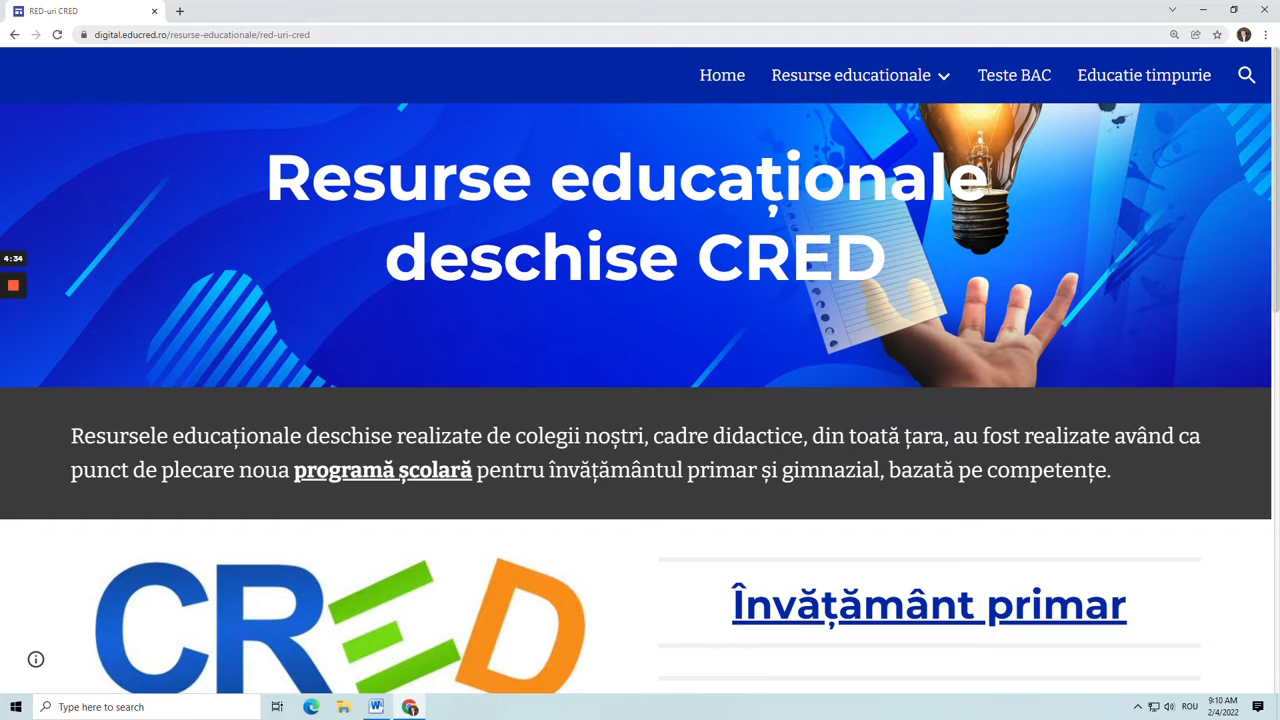 RED-uri CRED
digital.educred.ro/resurse-educationale/red-uri-cred
Home Resurse educationale Teste BAC Educatie timpurie
Resurse educaționale
deschise CRED
4:34
Resursele educaționale deschise realizate de colegii noștri, cadre didactice, din toată țara, au fost realizate având ca
punct de plecare noua programă școlară pentru învățământul primar și gimnazial, bazată pe competențe.
CRED
Învățământ primar
Type here to search
W
ROU
9:10 AM
2/4/2022